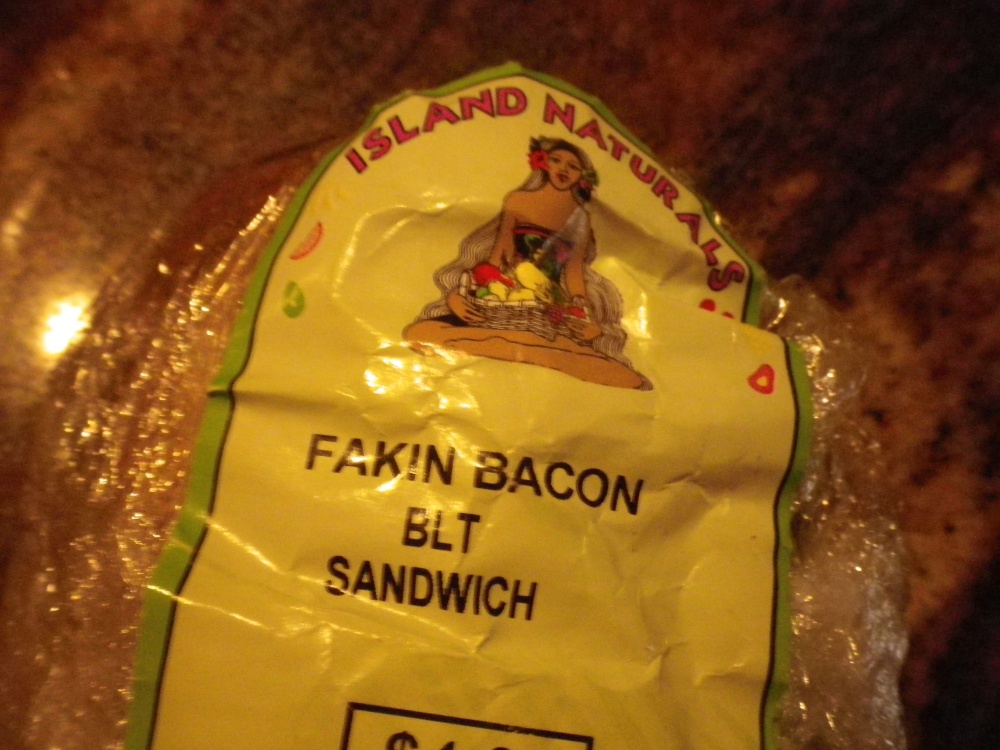 ISLAND NATURALS
FAKIN BACON
BLT
SANDWICH